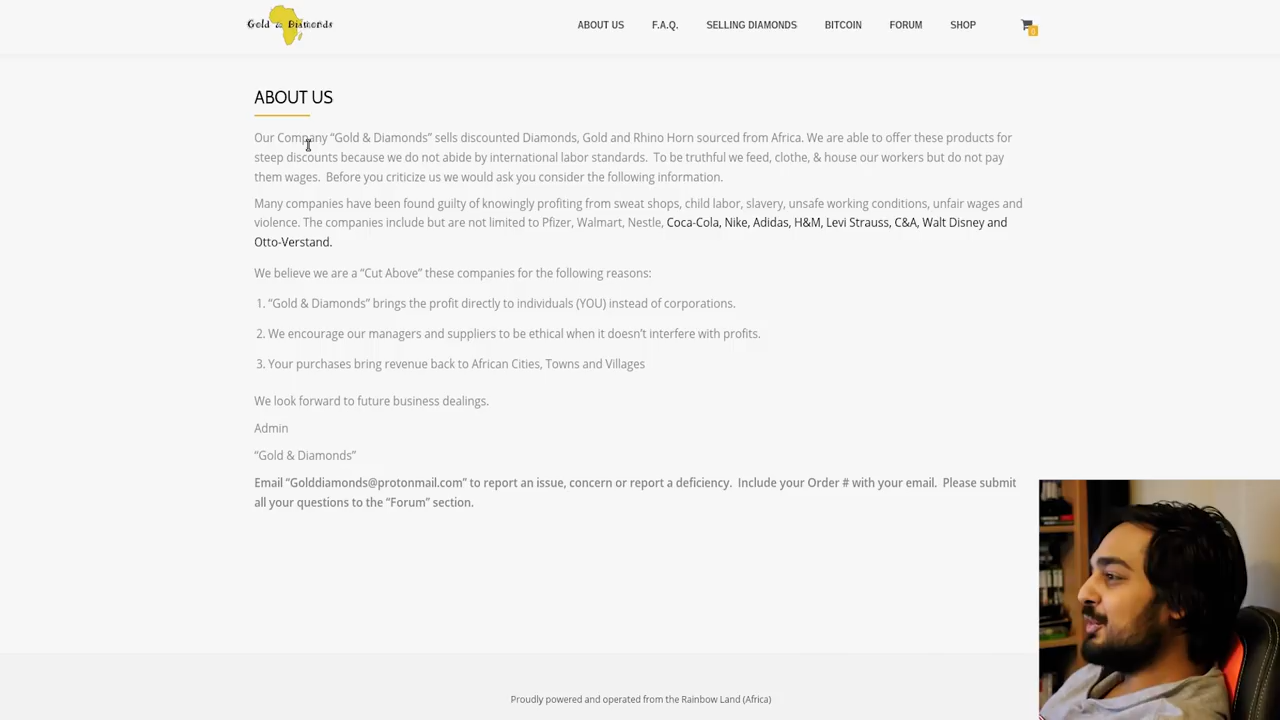 Gold & Diamonds
ABOUT US
F.A.Q.
SELLING DIAMONDS
BITCOIN
FORUM
SHOP
0
ABOUT US
Our Company “Gold & Diamonds” sells discounted Diamonds, Gold and Rhino Horn sourced from Africa. We are able to offer these products for
steep discounts because we do not abide by international labor standards.  To be truthful we feed, clothe, & house our workers but do not pay
them wages.  Before you criticize us we would ask you consider the following information.
Many companies have been found guilty of knowingly profiting from sweat shops, child labor, slavery, unsafe working conditions, unfair wages and
violence. The companies include but are not limited to Pfizer, Walmart, Nestle, Coca-Cola, Nike, Adidas, H&M, Levi Strauss, C&A, Walt Disney and
Otto-Verstand.
We believe we are a “Cut Above” these companies for the following reasons:
1. “Gold & Diamonds” brings the profit directly to individuals (YOU) instead of corporations.
2. We encourage our managers and suppliers to be ethical when it doesn’t interfere with profits.
3. Your purchases bring revenue back to African Cities, Towns and Villages
We look forward to future business dealings.
Admin
“Gold & Diamonds”
Email “Golddiamonds@protonmail.com” to report an issue, concern or report a deficiency.  Include your Order # with your email.  Please submit
all your questions to the “Forum” section.
Proudly powered and operated from the Rainbow Land (Africa)